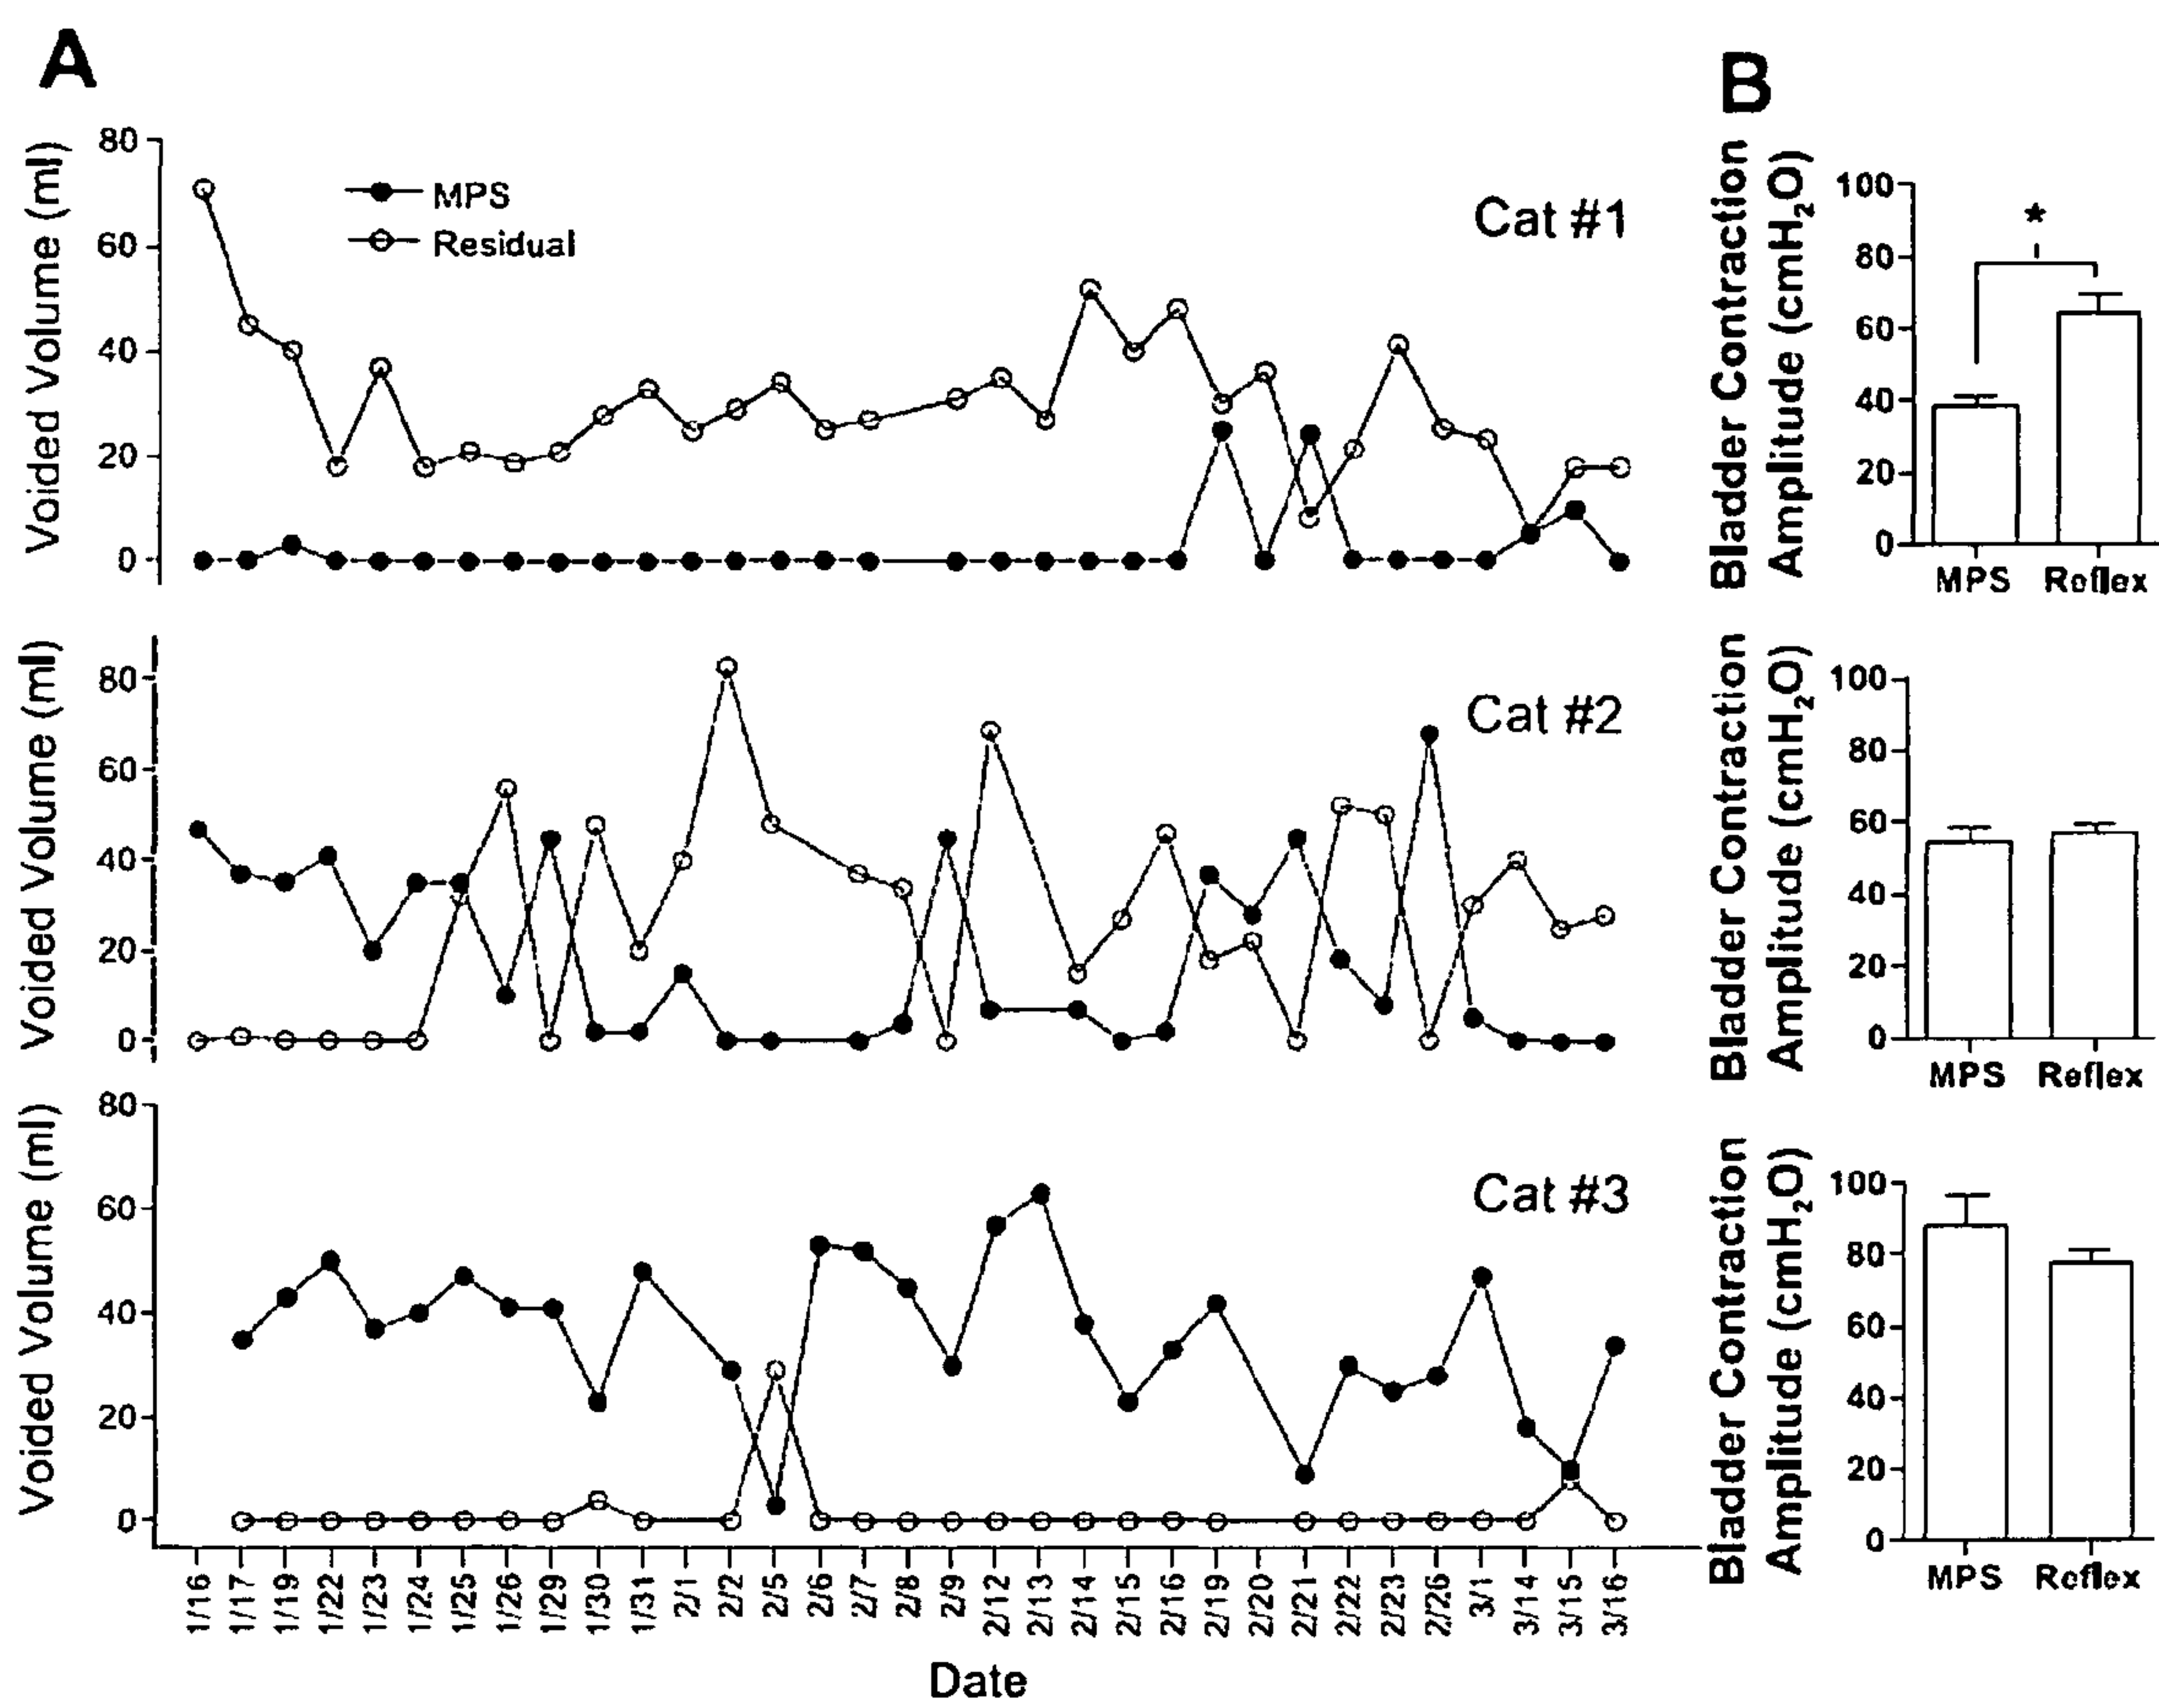 A
B
Voided Volume (ml)
80
60
40
20
0
MPS
Residual
Cat #1
Bladder Contraction
Amplitude (cmH₂O)
100
80
60
40
20
0
*
MPS Reflex
Voided Volume (ml)
80
60
40
20
0
Cat #2
Bladder Contraction
Amplitude (cmH₂O)
100
80
60
40
20
0
MPS Reflex
Voided Volume (ml)
80
60
40
20
0
Cat #3
Bladder Contraction
Amplitude (cmH₂O)
100
80
60
40
20
0
MPS Reflex
1/16 1/17 1/19 1/22 1/23 1/24 1/25 1/26 1/29 1/30 1/31 2/1 2/2 2/5 2/6 2/7 2/8 2/9 2/12 2/13 2/14 2/15 2/16 2/19 2/20 2/21 2/22 2/23 2/26 3/1 3/14 3/15 3/16
Date